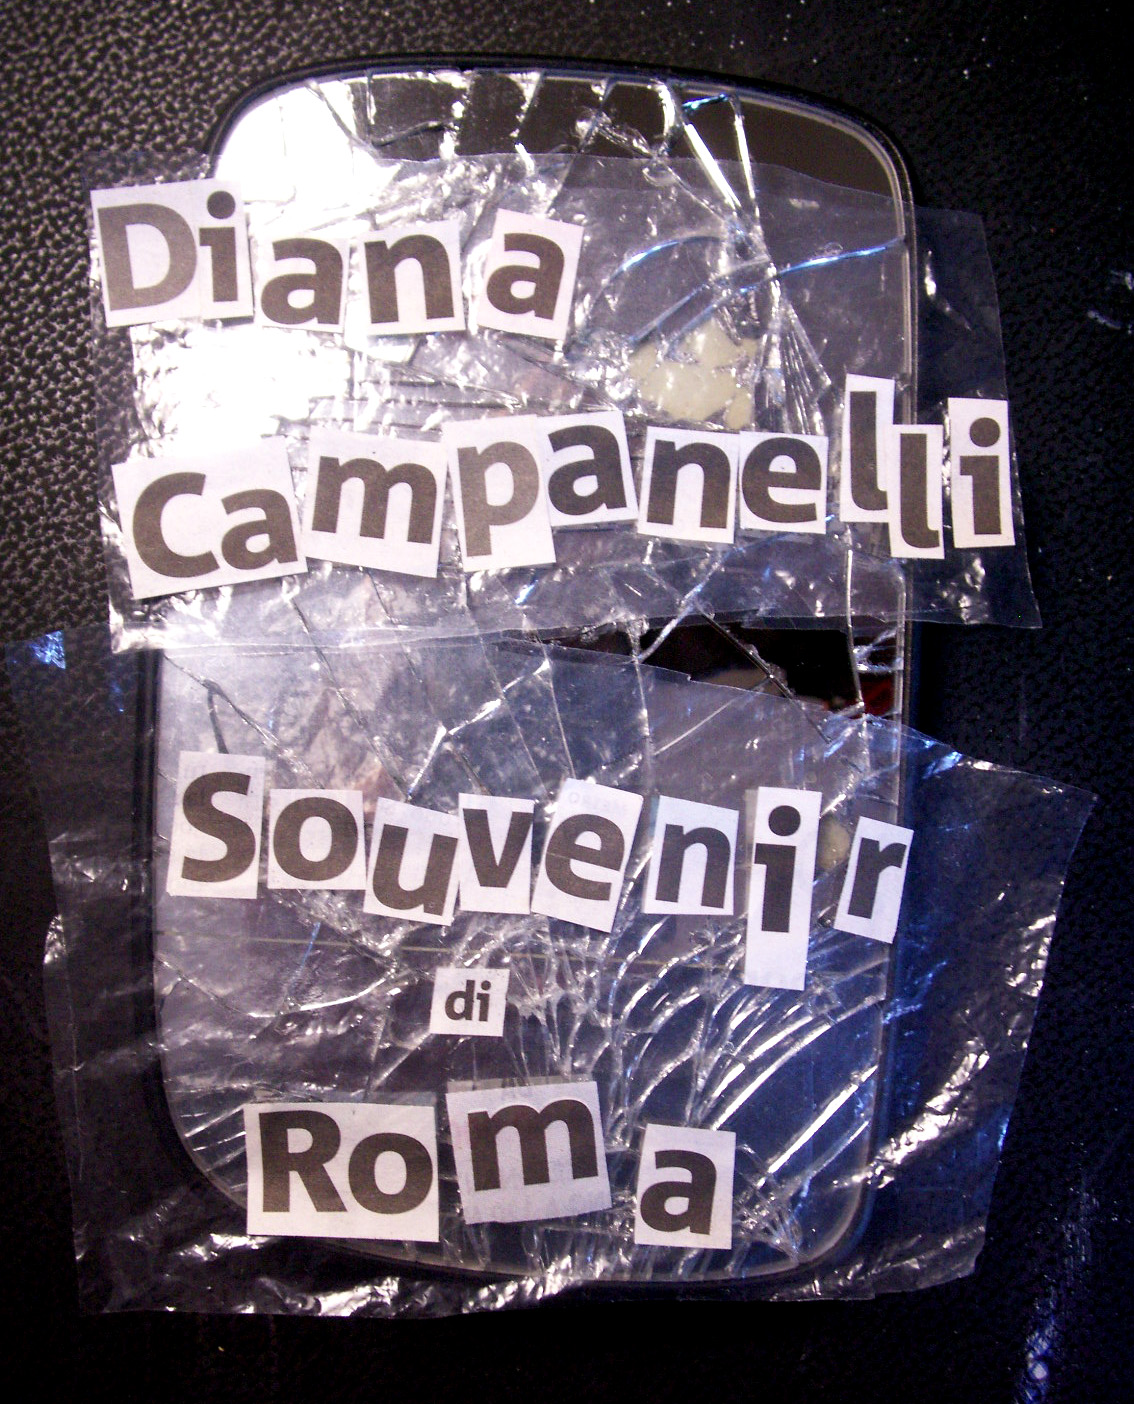 Diana
Campanelli
Souvenir
di
Roma